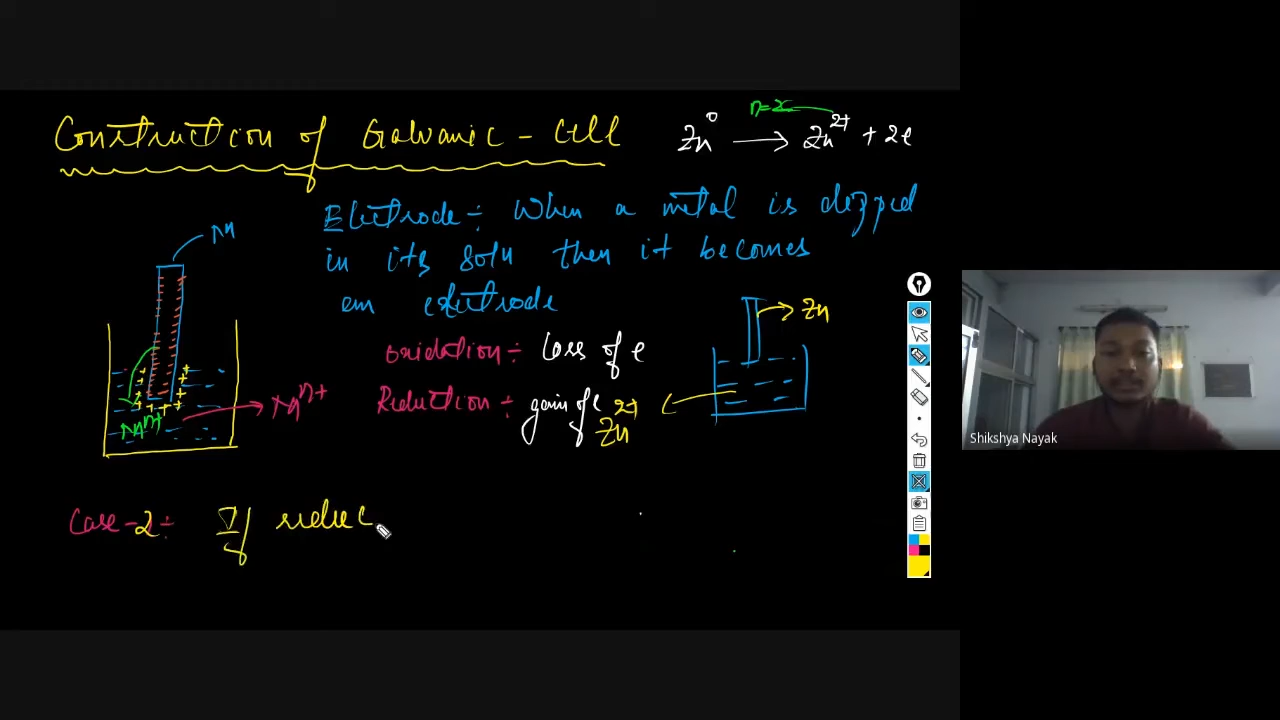 Construction of Galvanic - Cell
Zn⁰ ⟶ Zn²⁺ + 2e
n=2
Electrode÷ When a metal is dipped
in its soln then it becomes
an electrode
M
Zn
oxidation÷ Loss of e
Reduction÷ gain of e
Zn²⁺
Mⁿ⁺
Mⁿ⁺
Case-2÷ If reduc
Shikshya Nayak